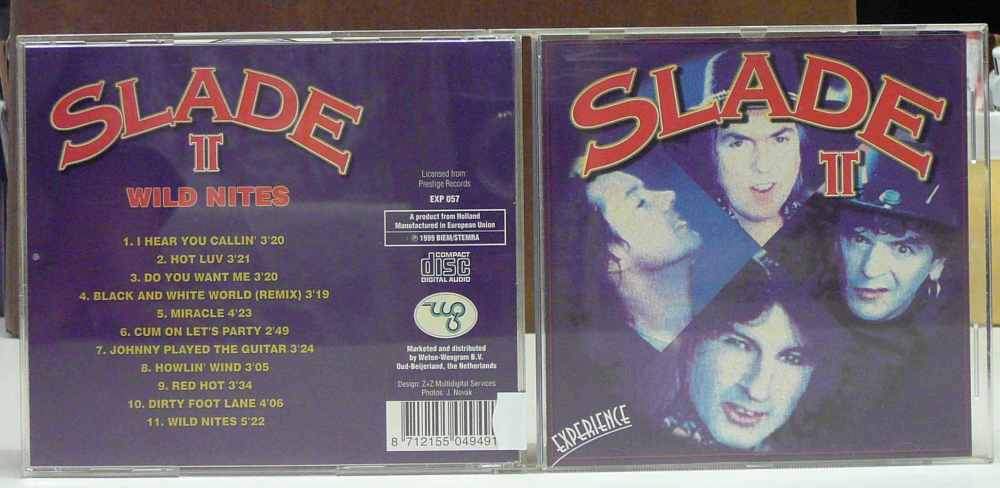 SLADE
II
WILD NITES
1. I HEAR YOU CALLIN' 3'20
2. HOT LUV 3'21
3. DO YOU WANT ME 3'20
4. BLACK AND WHITE WORLD (REMIX) 3'19
5. MIRACLE 4'23
6. CUM ON LET'S PARTY 2'49
7. JOHNNY PLAYED THE GUITAR 3'24
8. HOWLIN' WIND 3'05
9. RED HOT 3'34
10. DIRTY FOOT LANE 4'06
11. WILD NITES 5'22
Licensed from:
Prestige Records
EXP 057
A product from Holland
Manufactured in European Union
℗ 1999 BIEM/STEMRA
COMPACT
disc
DIGITAL AUDIO
Marketed and distributed
by Weton-Wesgram B.V.
Oud-Beijerland, the Netherlands
Design: Z+Z Multidigital Services
Photos: J. Novak
8 712155 049491
SLADE
II
EXPERIENCE